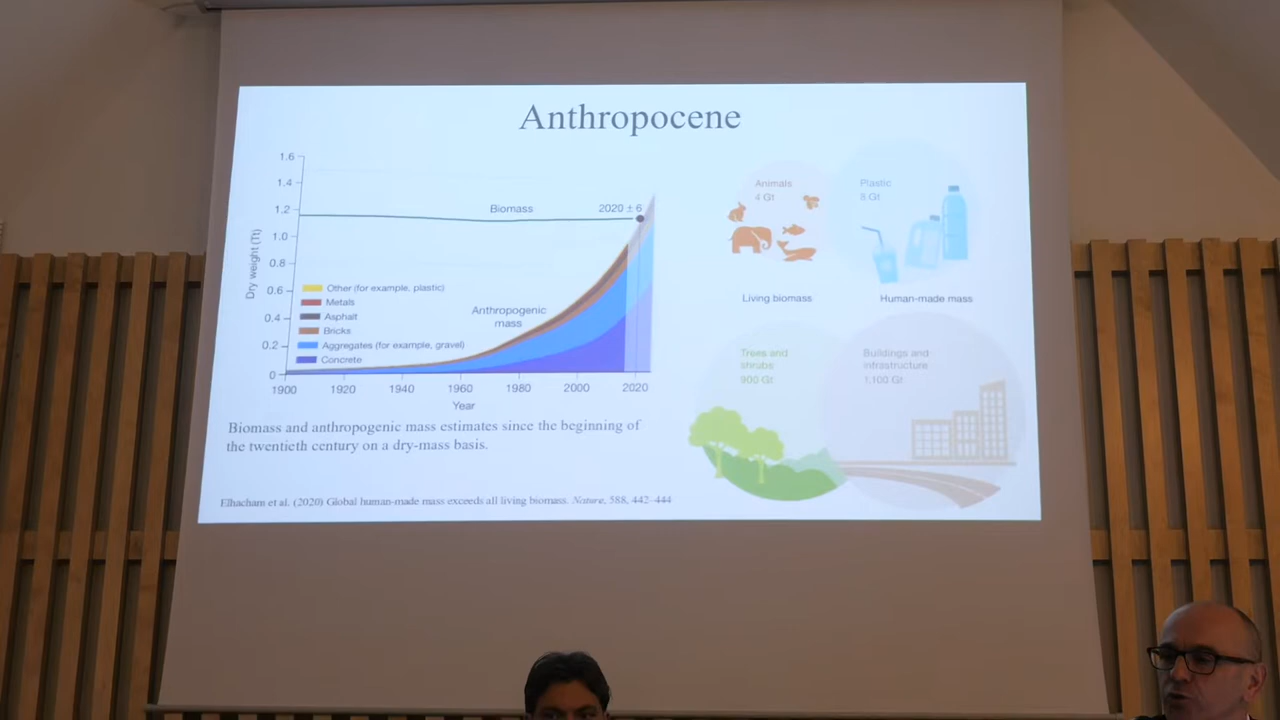 Anthropocene
1.6
1.4
1.2
1.0
0.8
0.6
0.4
0.2
0
Dry weight (Tt)
Biomass
2020 ± 6
Anthropogenic
mass
Other (for example, plastic)
Metals
Asphalt
Bricks
Aggregates (for example, gravel)
Concrete
1900 1920 1940 1960 1980 2000 2020
Year
Biomass and anthropogenic mass estimates since the beginning of
the twentieth century on a dry-mass basis.
Elhacham et al. (2020) Global human-made mass exceeds all living biomass. Nature, 588, 442–444
Animals
4 Gt
Plastic
8 Gt
Living biomass
Human-made mass
Trees and
shrubs
900 Gt
Buildings and
infrastructure
1,100 Gt